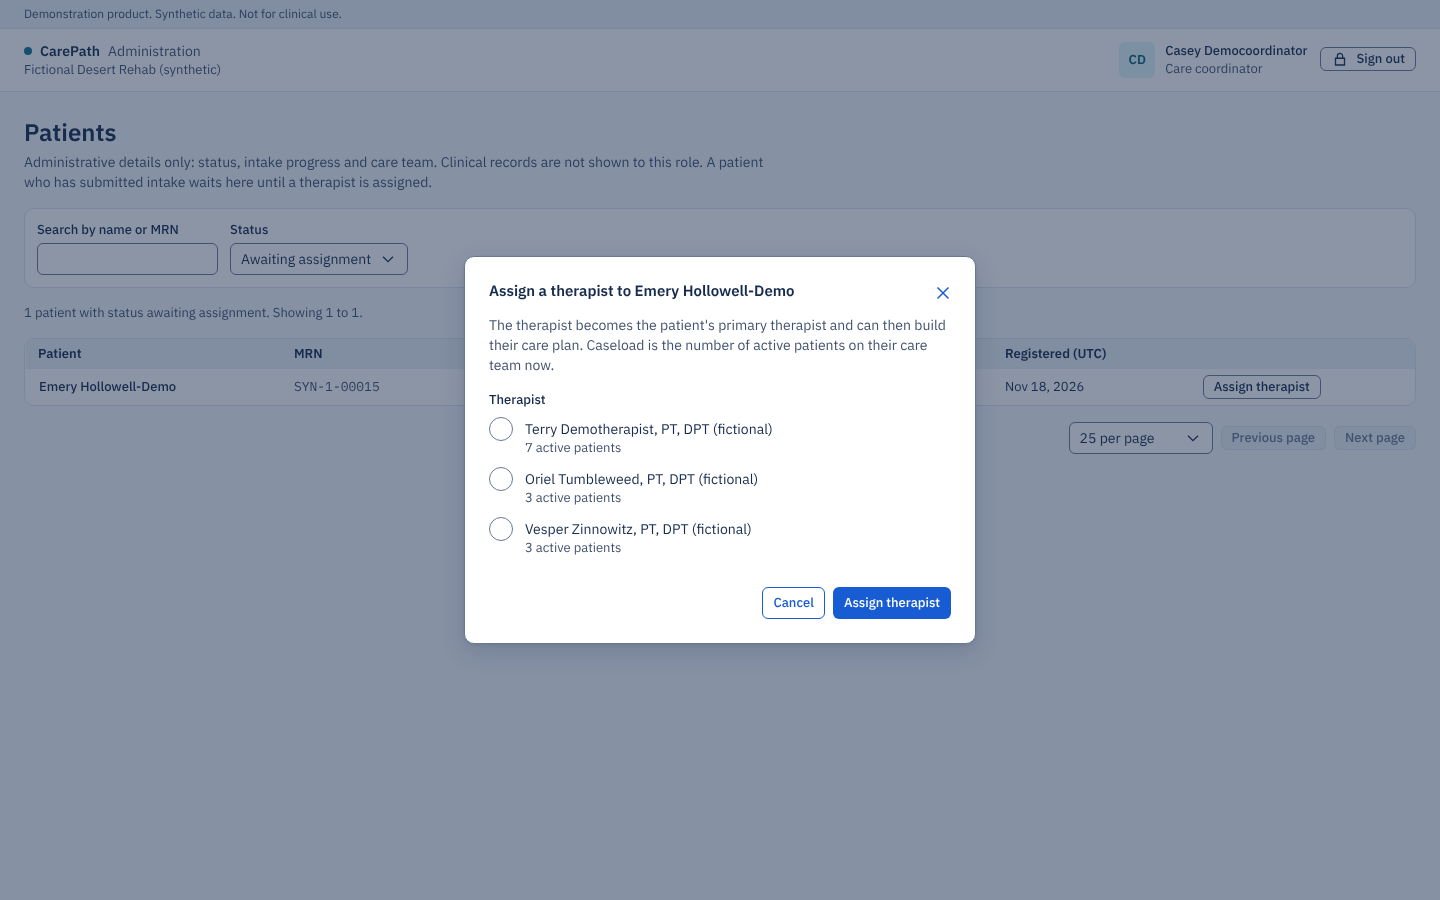 Demonstration product. Synthetic data. Not for clinical use.
CarePath Administration
Fictional Desert Rehab (synthetic)
CD
Casey Democoordinator
Care coordinator
Sign out
Patients
Administrative details only: status, intake progress and care team. Clinical records are not shown to this role. A patient
who has submitted intake waits here until a therapist is assigned.
Search by name or MRN
Status
Awaiting assignment
1 patient with status awaiting assignment. Showing 1 to 1.
Patient MRN Registered (UTC)
Emery Hollowell-Demo SYN-1-00015 Nov 18, 2026 Assign therapist
25 per page Previous page Next page
Assign a therapist to Emery Hollowell-Demo
The therapist becomes the patient's primary therapist and can then build
their care plan. Caseload is the number of active patients on their care
team now.
Therapist
Terry Demotherapist, PT, DPT (fictional)
7 active patients
Oriel Tumbleweed, PT, DPT (fictional)
3 active patients
Vesper Zinnowitz, PT, DPT (fictional)
3 active patients
Cancel Assign therapist